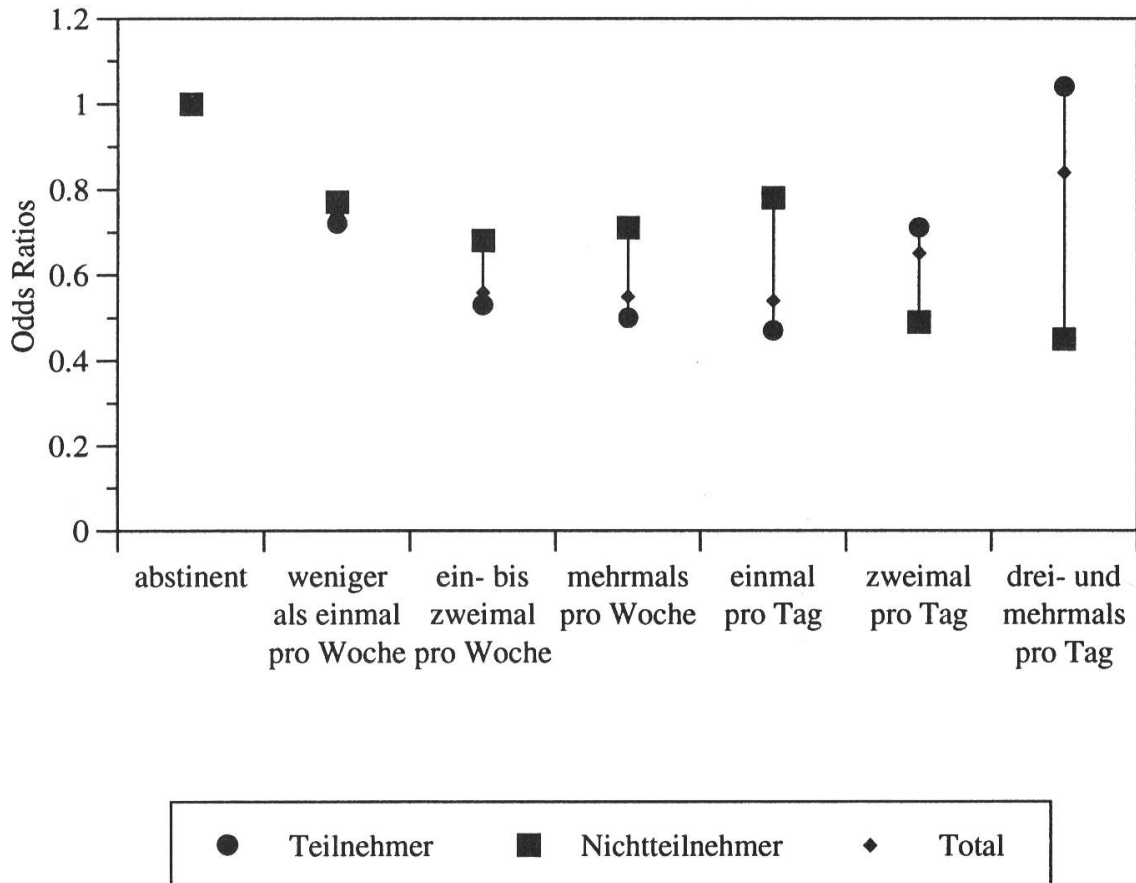 1.2
1
0.8
0.6
0.4
0.2
0
Odds Ratios
abstinent
weniger
als einmal
pro Woche
ein- bis
zweimal
pro Woche
mehrmals
pro Woche
einmal
pro Tag
zweimal
pro Tag
drei- und
mehrmals
pro Tag
Teilnehmer
Nichtteilnehmer
Total